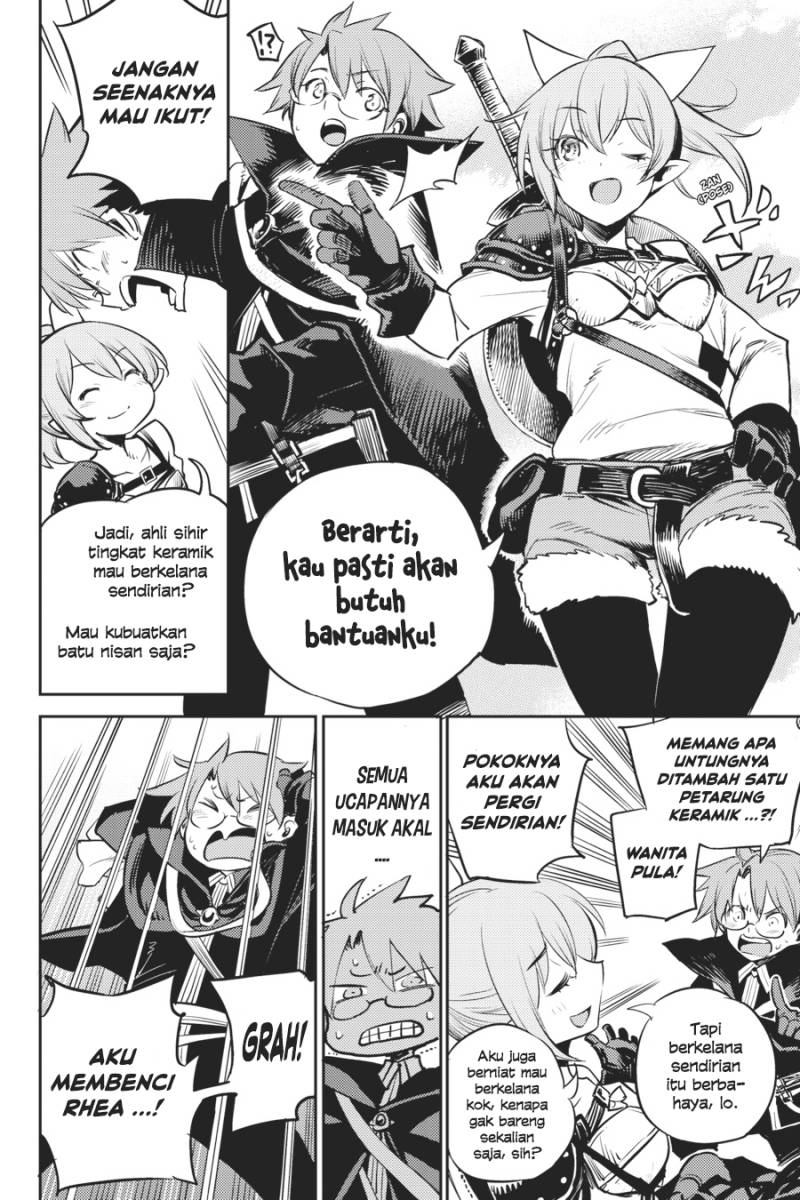 !?
ZAN
(POSE)
Berarti,
kau pasti akan
butuh
bantuanku!
JANGAN
SEENAKNYA
MAU IKUT!
Jadi, ahli sihir
tingkat keramik
mau berkelana
sendirian?
Mau kubuatkan
batu nisan saja?
MEMANG APA
UNTUNGNYA
DITAMBAH SATU
PETARUNG
KERAMIK ...?!
WANITA
PULA!
Tapi
berkelana
sendirian
itu berba-
haya, lo.
POKOKNYA
AKU AKAN
PERGI
SENDIRIAN!
Aku juga
berniat mau
berkelana
kok, kenapa
gak bareng
sekalian
saja, sih?
SEMUA
UCAPANNYA
MASUK AKAL
....
GRAH!
AKU
MEMBENCI
RHEA ...!